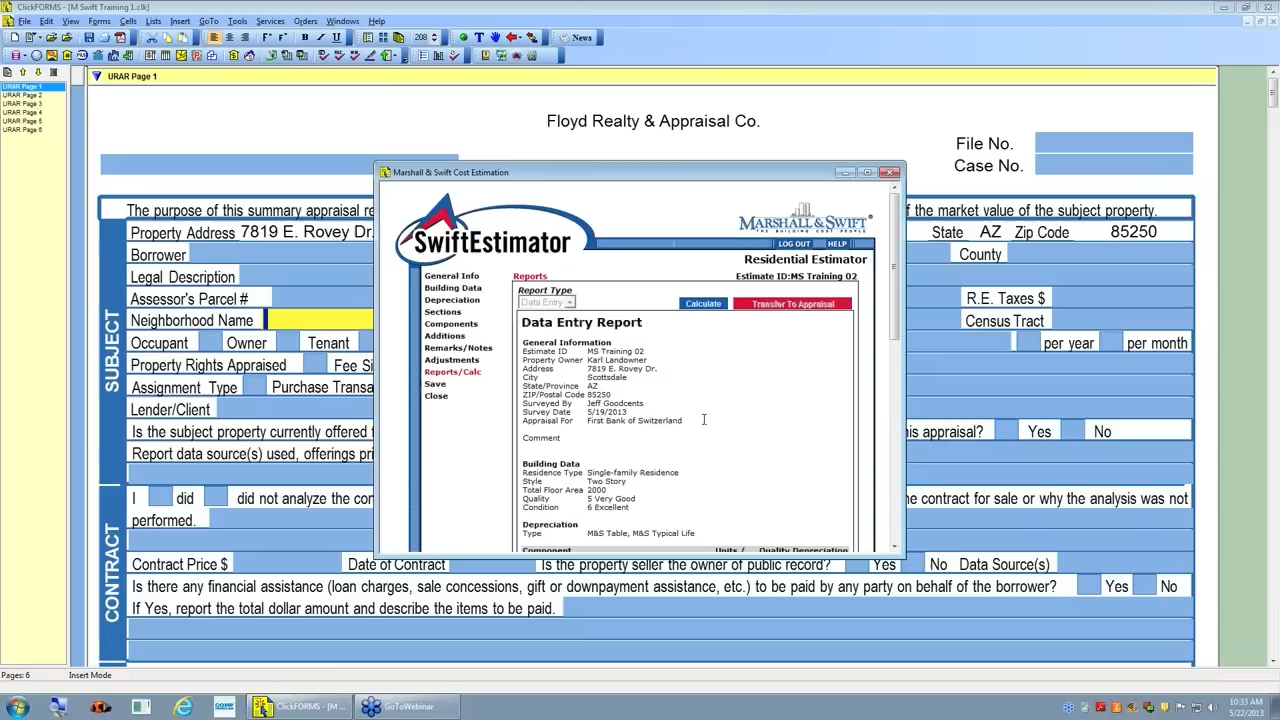 ClickFORMS - [M Swift Training 1.clk]
File Edit View Forms Cells Lists Insert GoTo Tools Services Orders Windows Help
B I U 208 News
URAR Page 1
URAR Page 1
URAR Page 2
URAR Page 3
URAR Page 4
URAR Page 5
URAR Page 6
Floyd Realty & Appraisal Co.
File No.
Case No.
The purpose of this summary appraisal re
of the market value of the subject property.
SUBJECT
Property Address 7819 E. Rovey Dr.
State AZ Zip Code 85250
Borrower
County
Legal Description
Assessor's Parcel #
R.E. Taxes $
Neighborhood Name
Census Tract
Occupant Owner Tenant
per year per month
Property Rights Appraised Fee Si
Assignment Type Purchase Transa
Lender/Client
Is the subject property currently offered
this appraisal? Yes No
Report data source(s) used, offerings pri
CONTRACT
I did did not analyze the con
the contract for sale or why the analysis was not
performed.
Contract Price $ Date of Contract Is the property seller the owner of public record? Yes No Data Source(s)
Is there any financial assistance (loan charges, sale concessions, gift or downpayment assistance, etc.) to be paid by any party on behalf of the borrower? Yes No
If Yes, report the total dollar amount and describe the items to be paid.
Marshall & Swift Cost Estimation
SwiftEstimator
MARSHALL & SWIFT
THE BUILDING COST PEOPLE
LOG OUT HELP
Residential Estimator
General Info
Building Data
Depreciation
Sections
Components
Additions
Remarks/Notes
Adjustments
Reports/Calc
Save
Close
Reports
Estimate ID:MS Training 02
Report Type
Data Entry
Calculate
Transfer To Appraisal
Data Entry Report
General Information
Estimate ID MS Training 02
Property Owner Karl Landowner
Address 7819 E. Rovey Dr.
City Scottsdale
State/Province AZ
ZIP/Postal Code 85250
Surveyed By Jeff Goodcents
Survey Date 5/19/2013
Appraisal For First Bank of Switzerland
Comment
Building Data
Residence Type Single-family Residence
Style Two Story
Total Floor Area 2000
Quality 5 Very Good
Condition 6 Excellent
Depreciation
Type M&S Table, M&S Typical Life
Component Units / Quality Depreciation
Pages: 6 Insert Mode
ClickFORMS - [M ...
GoToWebinar
10:33 AM
5/22/2013